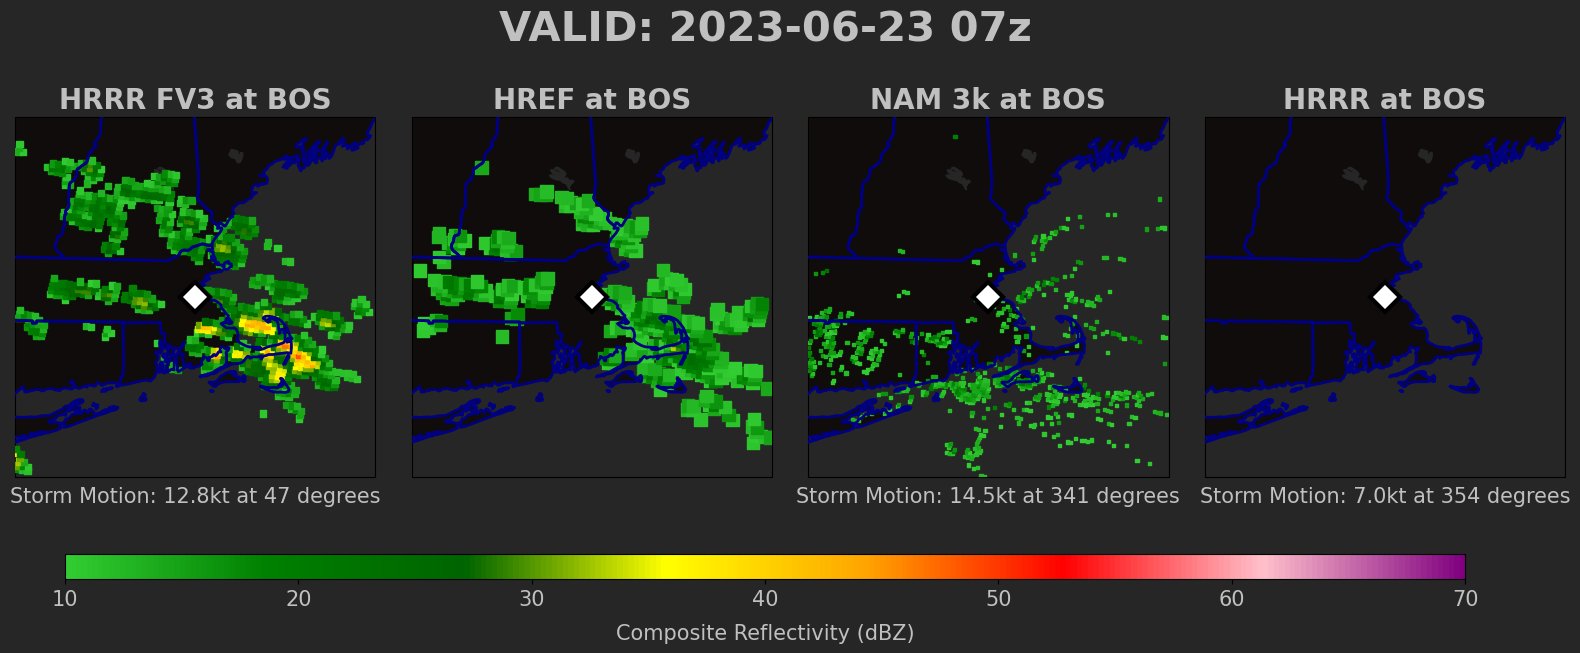 VALID: 2023-06-23 07z
HRRR FV3 at BOS
HREF at BOS
NAM 3k at BOS
HRRR at BOS
Storm Motion: 12.8kt at 47 degrees
Storm Motion: 14.5kt at 341 degrees
Storm Motion: 7.0kt at 354 degrees
10 20 30 40 50 60 70
Composite Reflectivity (dBZ)